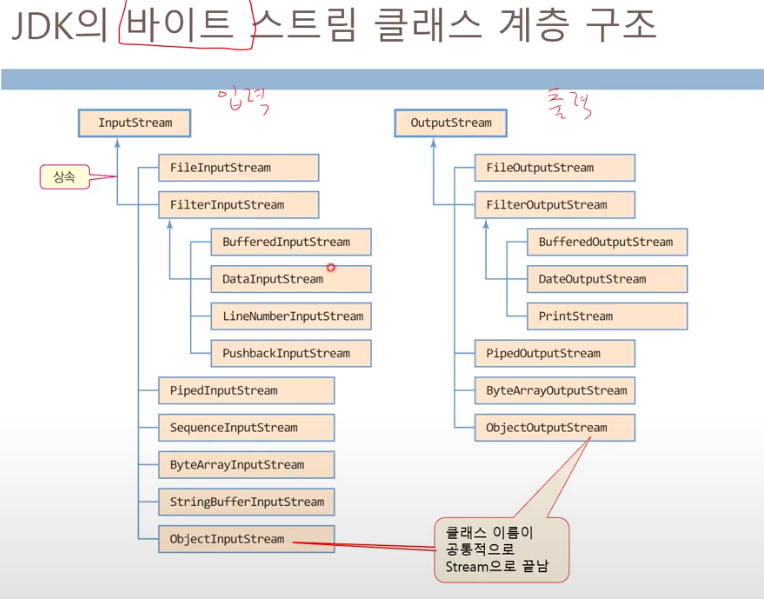 JDK의 바이트 스트림 클래스 계층 구조
입력
출력
InputStream
상속
FileInputStream
FilterInputStream
BufferedInputStream
DataInputStream
LineNumberInputStream
PushbackInputStream
PipedInputStream
SequenceInputStream
ByteArrayInputStream
StringBufferInputStream
ObjectInputStream
OutputStream
FileOutputStream
FilterOutputStream
BufferedOutputStream
DateOutputStream
PrintStream
PipedOutputStream
ByteArrayOutputStream
ObjectOutputStream
클래스 이름이
공통적으로
Stream으로 끝남